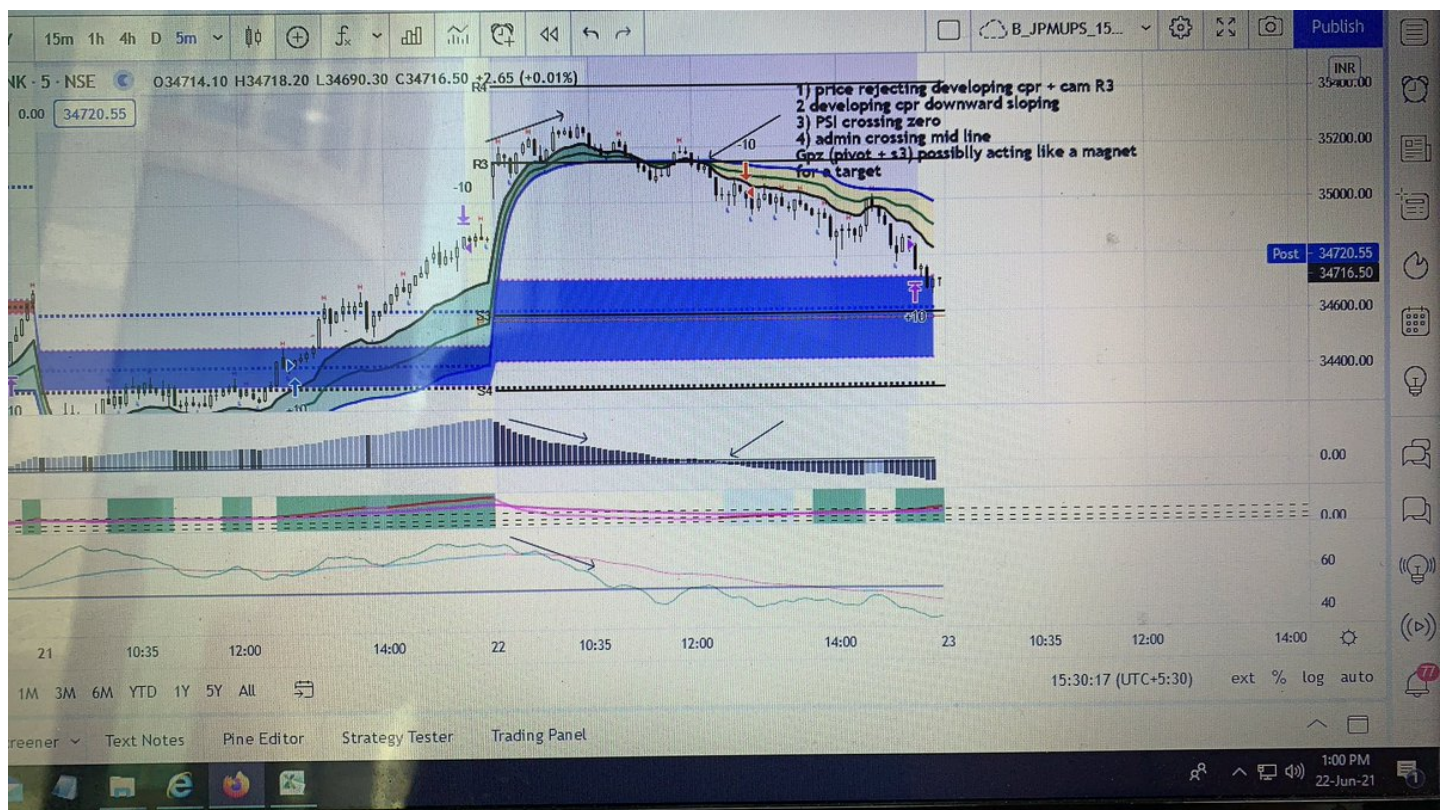 15m 1h 4h D 5m
B_JPMUPS_15...
Publish
NK · 5 · NSE
O34714.10 H34718.20 L34690.30 C34716.50 +2.65 (+0.01%)
0.00 34720.55
INR
35400.00
R4
1) price rejecting developing cpr + cam R3
2 developing cpr downward sloping
3) PSI crossing zero
4) admin crossing mid line
Gpz (pivot + s3) possiblly acting like a magnet
for a target
35200.00
R3
-10
-10
35000.00
Post 34720.55
34716.50
34600.00
S3
+10
34400.00
S4
10
+10
0.00
0.00
60
40
21 10:35 12:00 14:00 22 10:35 12:00 14:00 23 10:35 12:00 14:00
1M 3M 6M YTD 1Y 5Y All
15:30:17 (UTC+5:30) ext % log auto
77
reener Text Notes Pine Editor Strategy Tester Trading Panel
1:00 PM
22-Jun-21
1